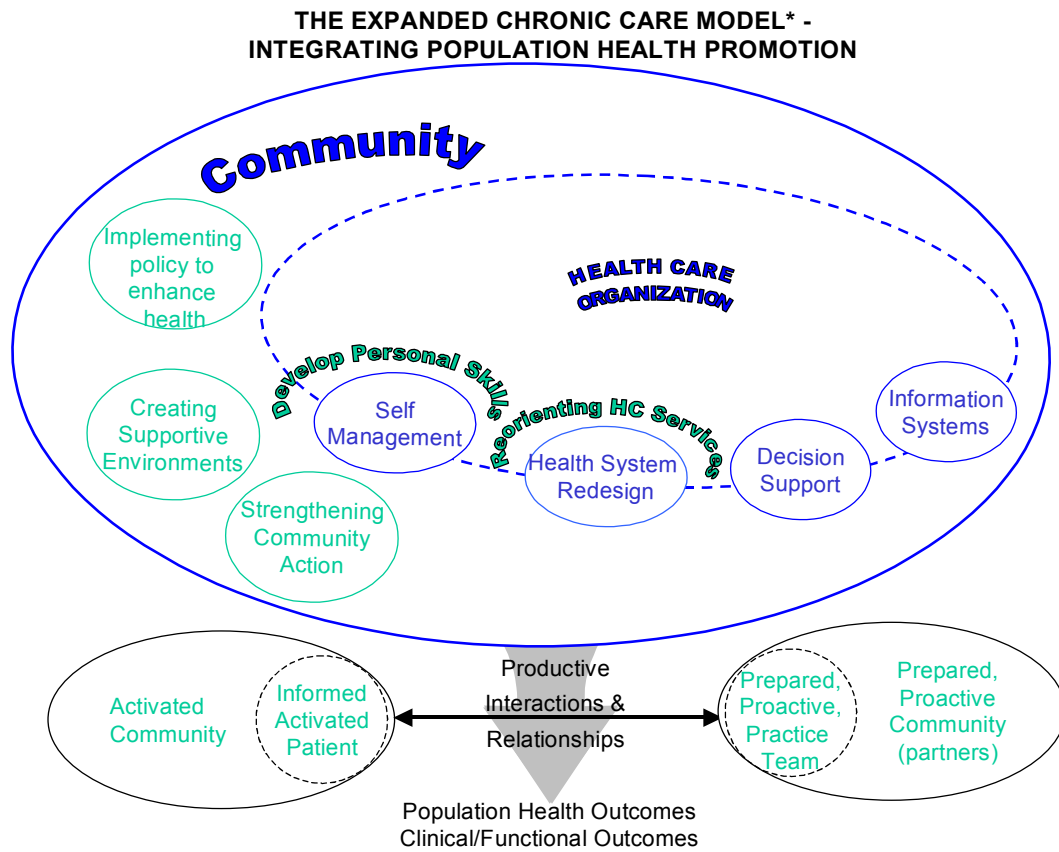 THE EXPANDED CHRONIC CARE MODEL* -
INTEGRATING POPULATION HEALTH PROMOTION
Community
Implementing
policy to
enhance
health
HEALTH CARE
ORGANIZATION
Develop Personal Skills
Creating
Supportive
Environments
Self
Management
Reorienting HC Services
Health System
Redesign
Decision
Support
Information
Systems
Strengthening
Community
Action
Activated
Community
Informed
Activated
Patient
Productive
Interactions &
Relationships
Prepared,
Proactive,
Practice
Team
Prepared,
Proactive
Community
(partners)
Population Health Outcomes
Clinical/Functional Outcomes